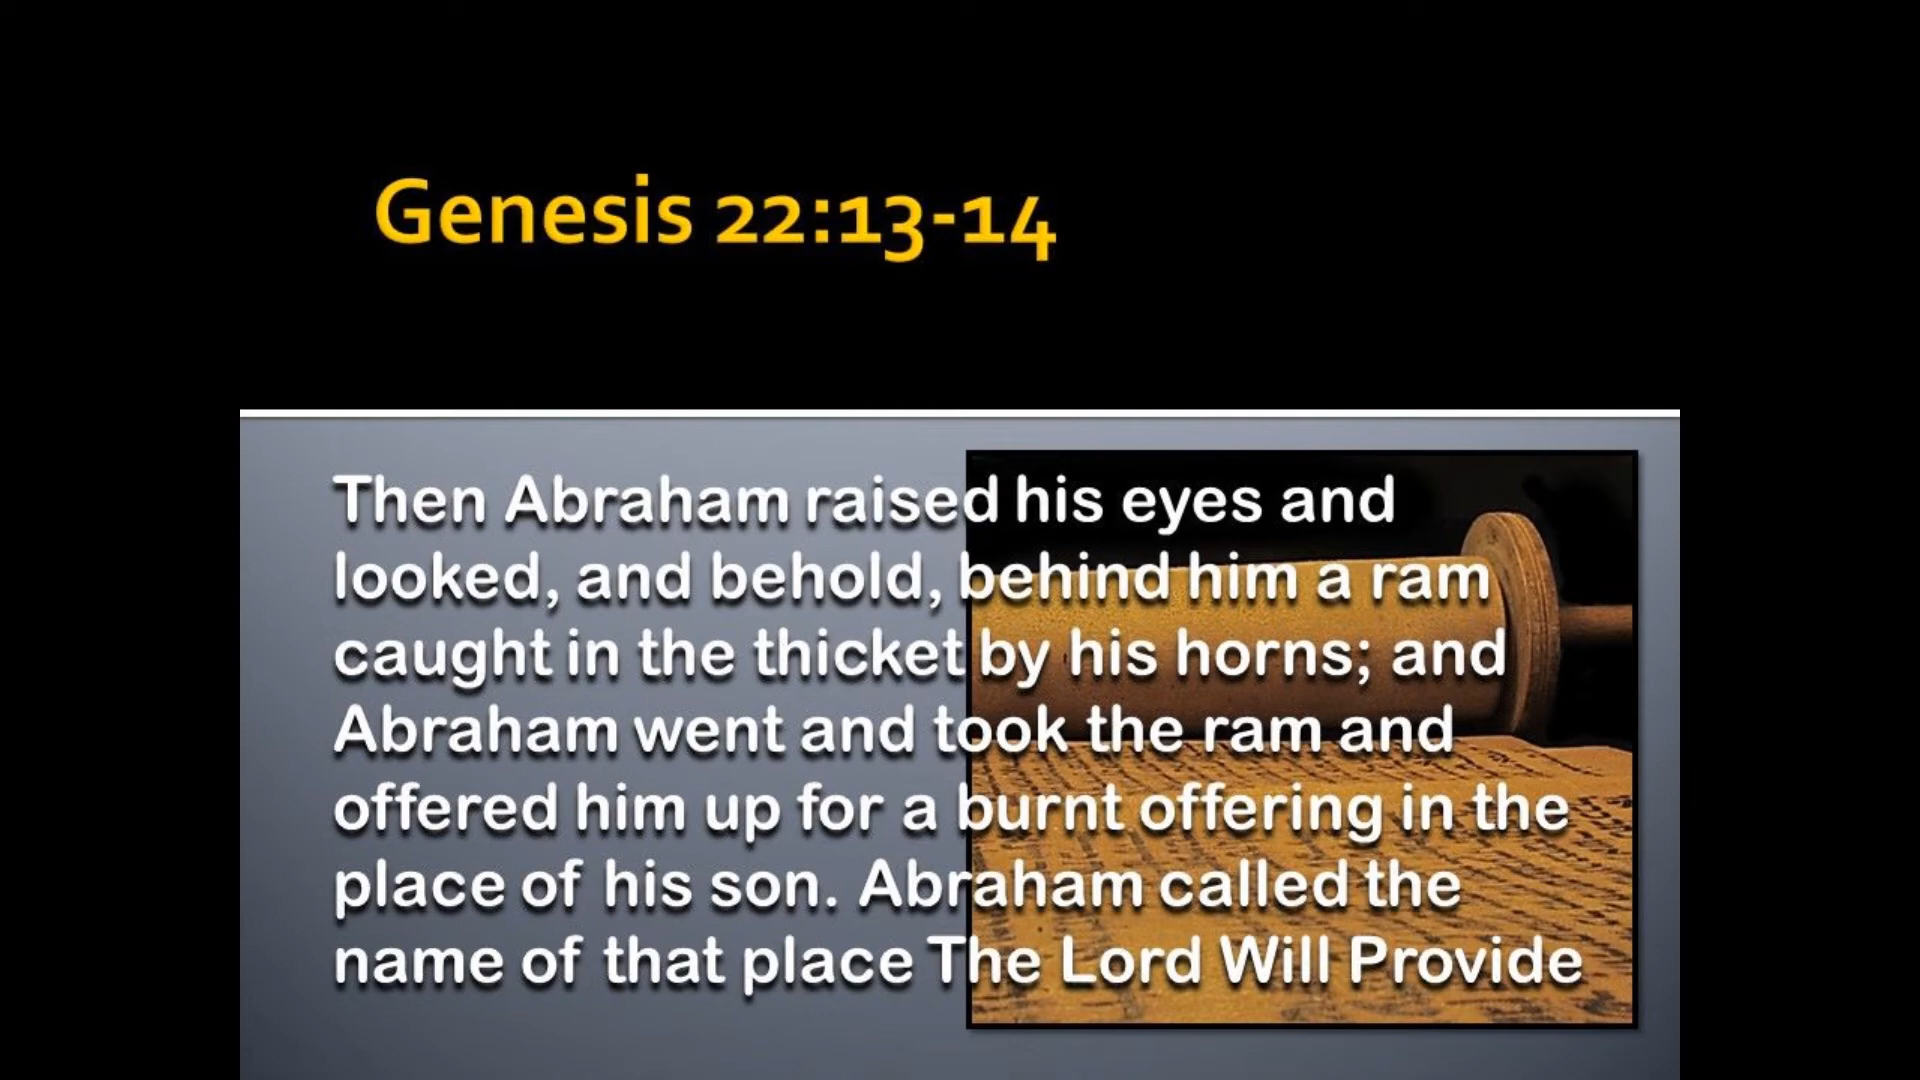 Genesis 22:13-14
Then Abraham raised his eyes and
looked, and behold, behind him a ram
caught in the thicket by his horns; and
Abraham went and took the ram and
offered him up for a burnt offering in the
place of his son. Abraham called the
name of that place The Lord Will Provide